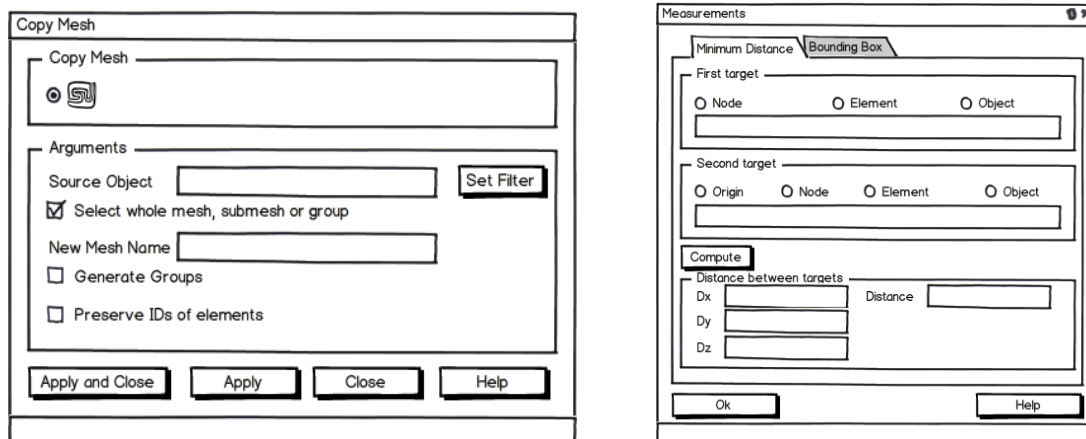 Copy Mesh
Copy Mesh
Arguments
Source Object
Set Filter
Select whole mesh, submesh or group
New Mesh Name
Generate Groups
Preserve IDs of elements
Apply and Close
Apply
Close
Help
Measurements
Minimum Distance
Bounding Box
First target
Node
Element
Object
Second target
Origin
Node
Element
Object
Compute
Distance between targets
Dx
Distance
Dy
Dz
Ok
Help